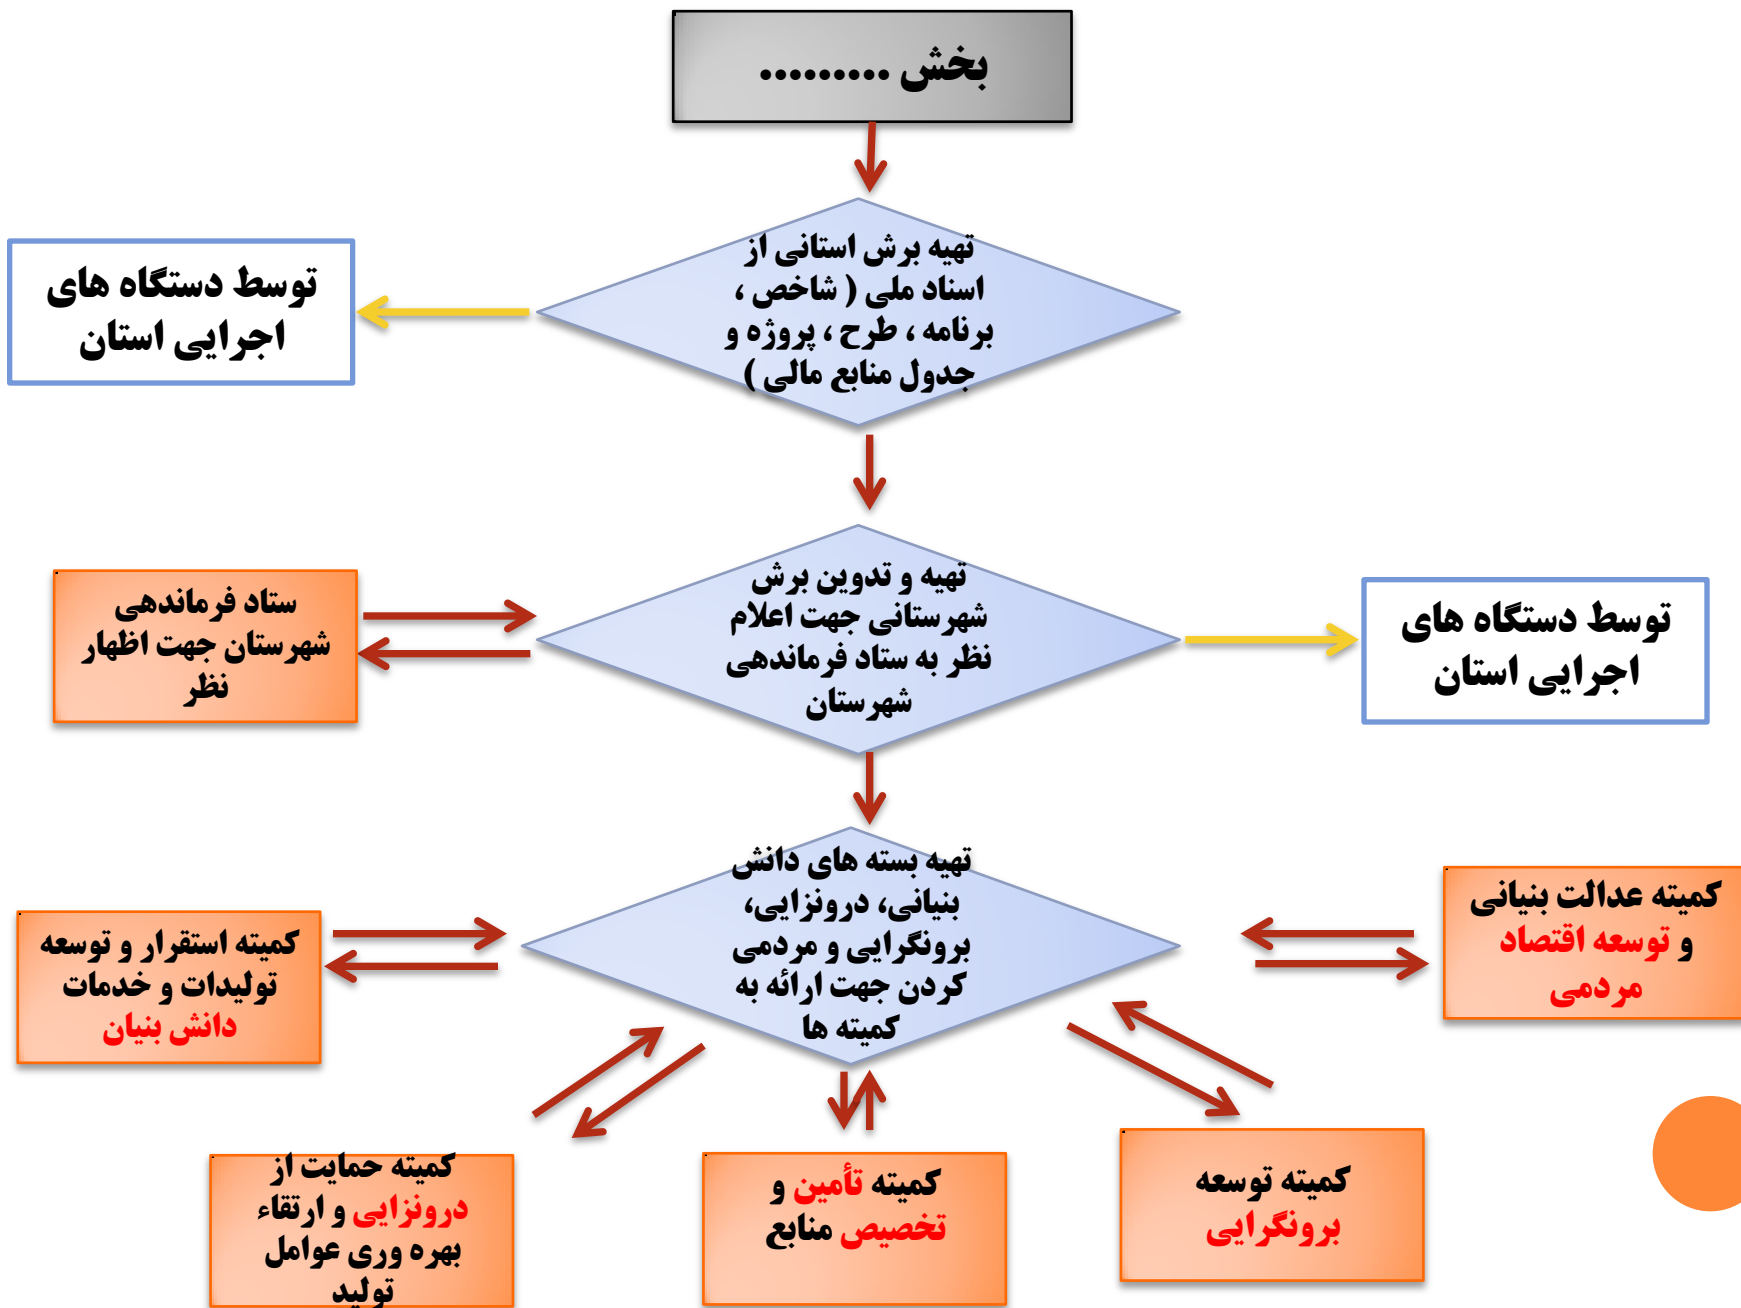 بخش .........
تهیه برش استانی از
اسناد ملی ( شاخص ،
برنامه ، طرح ، پروژه و
جدول منابع مالی )
توسط دستگاه های
اجرایی استان
تهیه و تدوین برش
شهرستانی جهت اعلام
نظر به ستاد فرماندهی
شهرستان
توسط دستگاه های
اجرایی استان
ستاد فرماندهی
شهرستان جهت اظهار
نظر
تهیه بسته های دانش
بنیانی، درونزایی،
برونگرایی و مردمی
کردن جهت ارائه به
کمیته ها
کمیته عدالت بنیانی
و توسعه اقتصاد
مردمی
کمیته استقرار و توسعه
تولیدات و خدمات
دانش بنیان
کمیته توسعه
برونگرایی
کمیته تأمین و
تخصیص منابع
کمیته حمایت از
درونزایی و ارتقاء
بهره وری عوامل
تولید